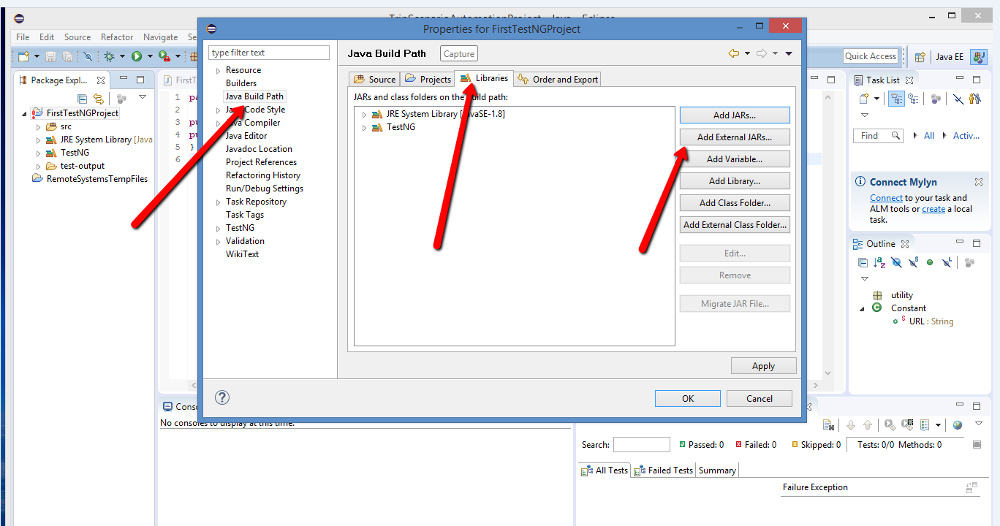 TripScenarioAutomationProject - Java - Eclipse
Properties for FirstTestNGProject
File Edit Source Refactor Navigate Se
Quick Access
Java EE
type filter text
Java Build Path
Capture
Package Expl...
FirstT
Source
Projects
Libraries
Order and Export
Task List
Resource
Builders
Java Build Path
Java Code Style
Java Compiler
Java Editor
Javadoc Location
Project References
Refactoring History
Run/Debug Settings
Task Repository
Task Tags
TestNG
Validation
WikiText
JARs and class folders on the build path:
JRE System Library [JavaSE-1.8]
TestNG
Add JARs...
Add External JARs...
Add Variable...
Add Library...
Add Class Folder...
Add External Class Folder...
Edit...
Remove
Migrate JAR File...
Apply
OK
Cancel
FirstTestNGProject
src
JRE System Library [Java
TestNG
test-output
RemoteSystemsTempFiles
1 pa
2
3 pu
4 pu
5 }
6
Find
All
Activ...
Connect Mylyn
Connect to your task and
ALM tools or create a local
task.
Outline
utility
Constant
S URL : String
Conso
No consoles to display at this time.
Search:
Passed: 0
Failed: 0
Skipped: 0
Tests: 0/0 Methods: 0
All Tests
Failed Tests
Summary
Failure Exception